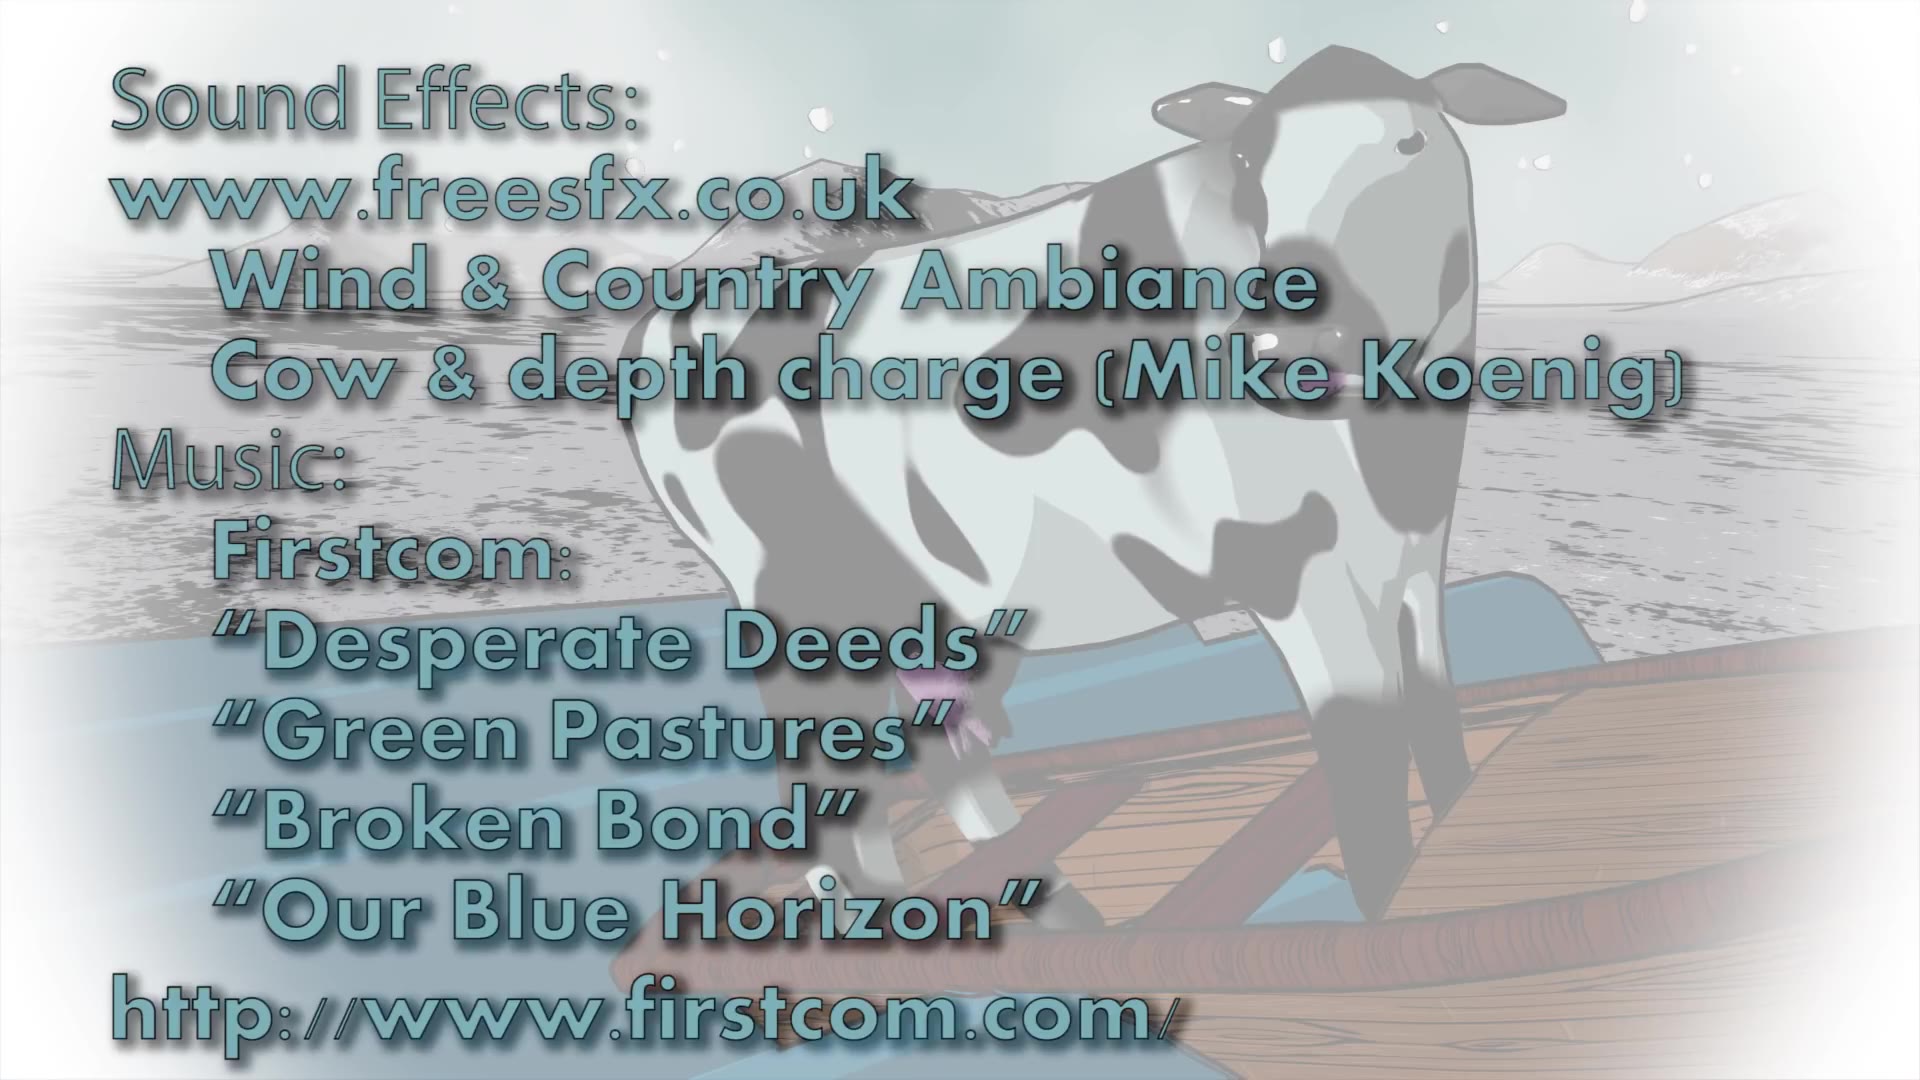 Sound Effects:
www.freesfx.co.uk
Wind & Country Ambiance
Cow & depth charge (Mike Koenig)
Music:
Firstcom:
“Desperate Deeds”
“Green Pastures”
“Broken Bond”
“Our Blue Horizon”
http://www.firstcom.com/